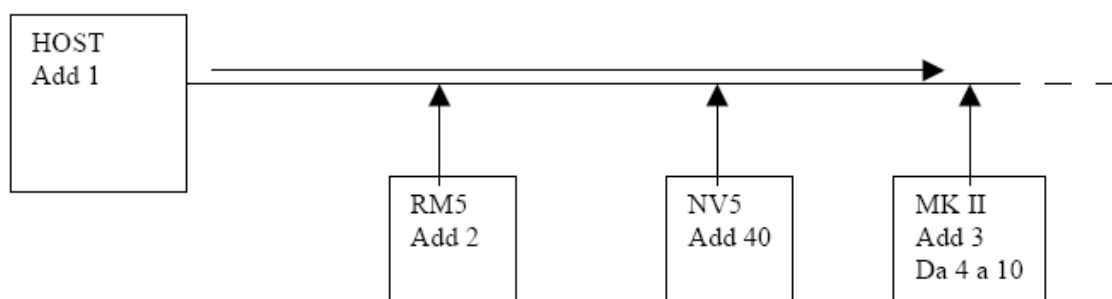 HOST
Add 1
RM5
Add 2
NV5
Add 40
MK II
Add 3
Da 4 a 10